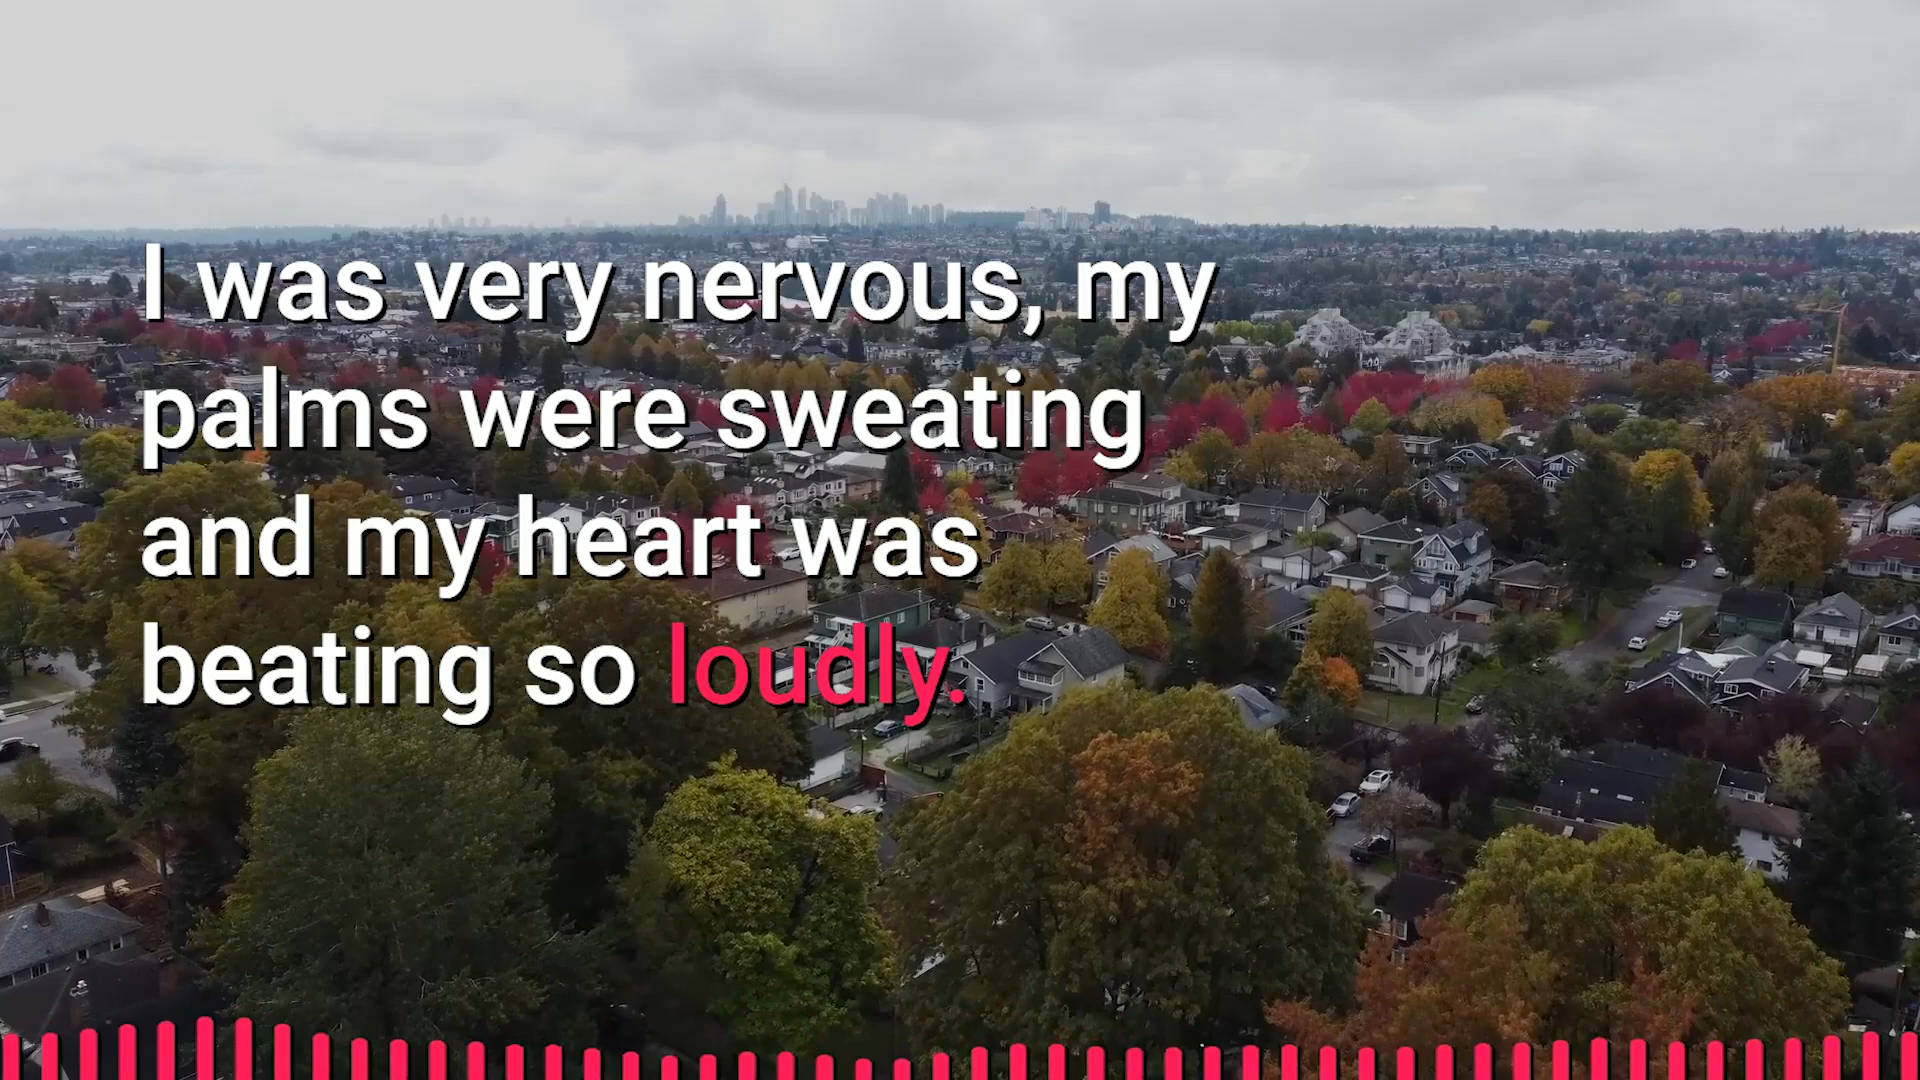 I was very nervous, my
palms were sweating
and my heart was
beating so loudly.